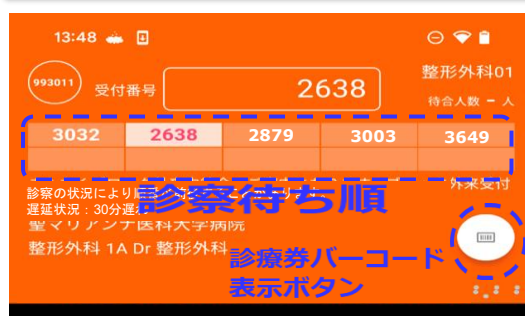 13:48
993011 受付番号 2638 整形外科01
待合人数 - 人
3032 2638 2879 3003 3649
診察待ち順
診察の状況により
外来受付
遅延状況：30分遅れ
聖マリアンナ医科大学病院
整形外科 1A Dr 整形外科
診療券バーコード
表示ボタン